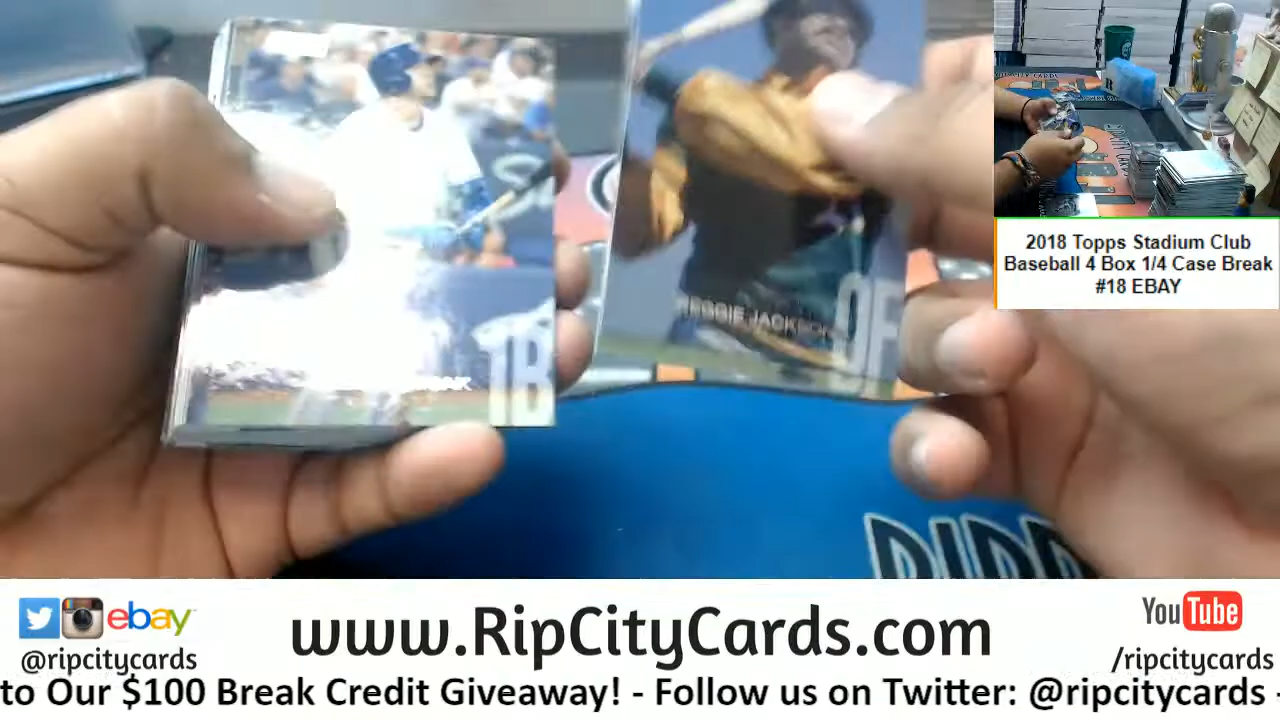 REGGIE JACKSON
OF
1B
2018 Topps Stadium Club
Baseball 4 Box 1/4 Case Break
#18 EBAY
ebay
@ripcitycards
www.RipCityCards.com
YouTube
/ripcitycards
to Our $100 Break Credit Giveaway! - Follow us on Twitter: @ripcitycards -